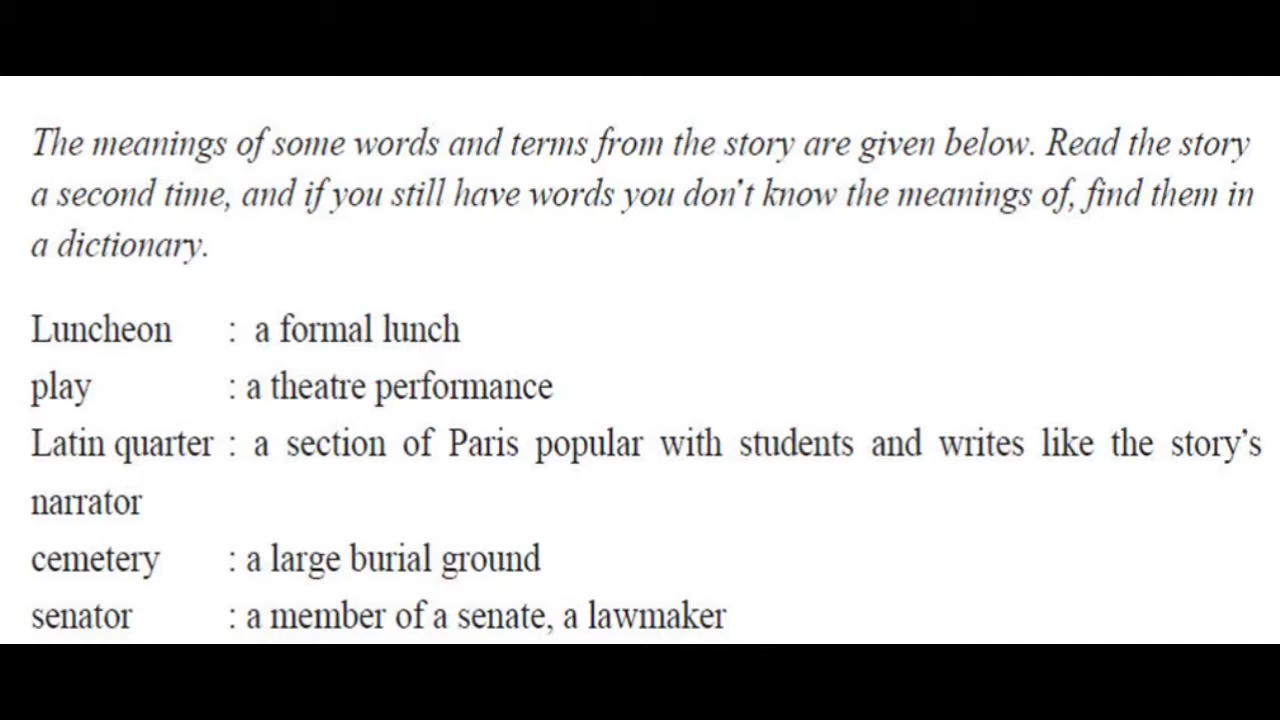 The meanings of some words and terms from the story are given below. Read the story
a second time, and if you still have words you don't know the meanings of, find them in
a dictionary.
Luncheon : a formal lunch
play : a theatre performance
Latin quarter : a section of Paris popular with students and writes like the story's
narrator
cemetery : a large burial ground
senator : a member of a senate, a lawmaker